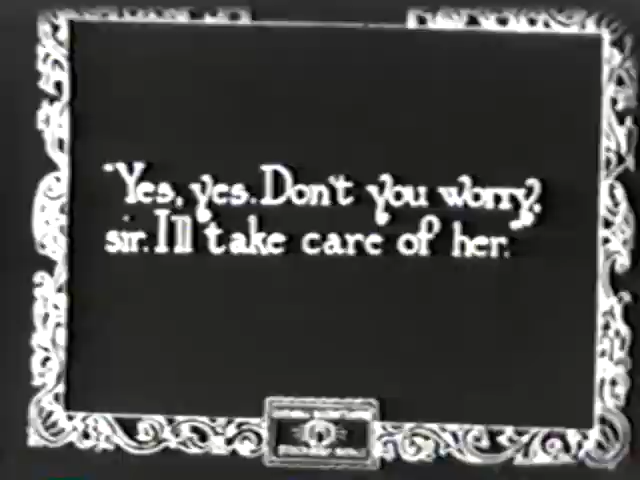 "Yes, yes. Don't you worry,
sir. I'll take care of her.